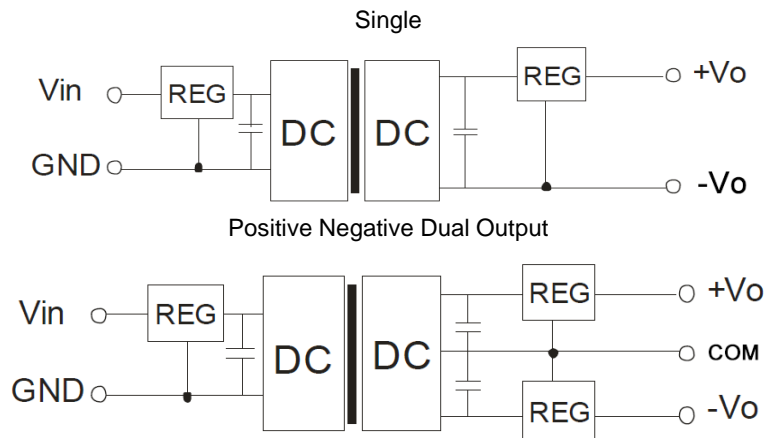 Single
Vin
REG
DC
DC
REG
+Vo
GND
-Vo
Positive Negative Dual Output
Vin
REG
DC
DC
REG
+Vo
COM
GND
REG
-Vo